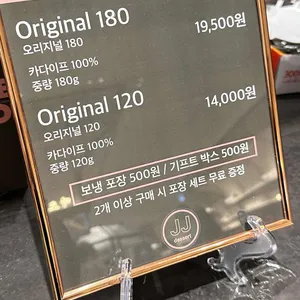 Original 180 19,500원
오리지널 180
카다이프 100%
중량 180g
Original 120 14,000원
오리지널 120
카다이프 100%
중량 120g
보냉 포장 500원 / 기프트 박스 500원
2개 이상 구매 시 포장 세트 무료 증정
JJ
dessert